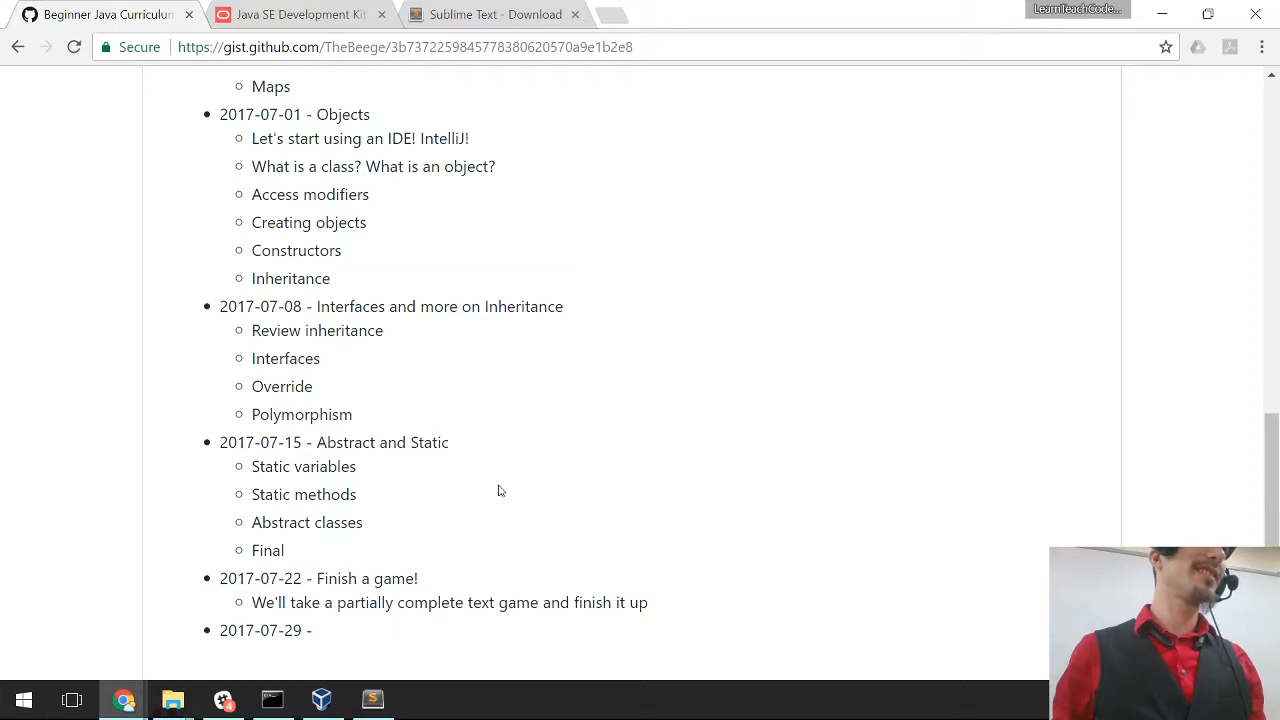 LearnTeachCode...
Beginner Java Curriculum
Java SE Development Kit
Sublime Text - Download
Secure
https://gist.github.com/TheBeege/3b7372259845778380620570a9e1b2e8
Maps
2017-07-01 - Objects
Let's start using an IDE! IntelliJ!
What is a class? What is an object?
Access modifiers
Creating objects
Constructors
Inheritance
2017-07-08 - Interfaces and more on Inheritance
Review inheritance
Interfaces
Override
Polymorphism
2017-07-15 - Abstract and Static
Static variables
Static methods
Abstract classes
Final
2017-07-22 - Finish a game!
We'll take a partially complete text game and finish it up
2017-07-29 -
4